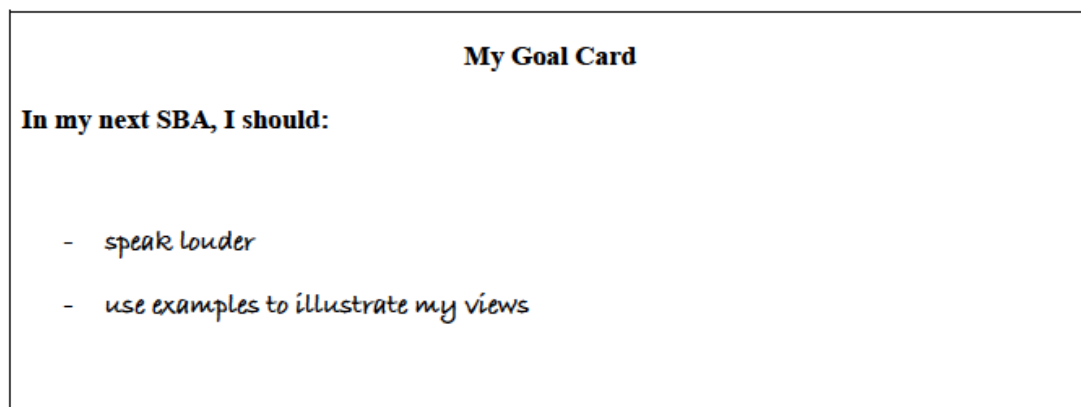 My Goal Card
In my next SBA, I should:
- speak louder
- use examples to illustrate my views